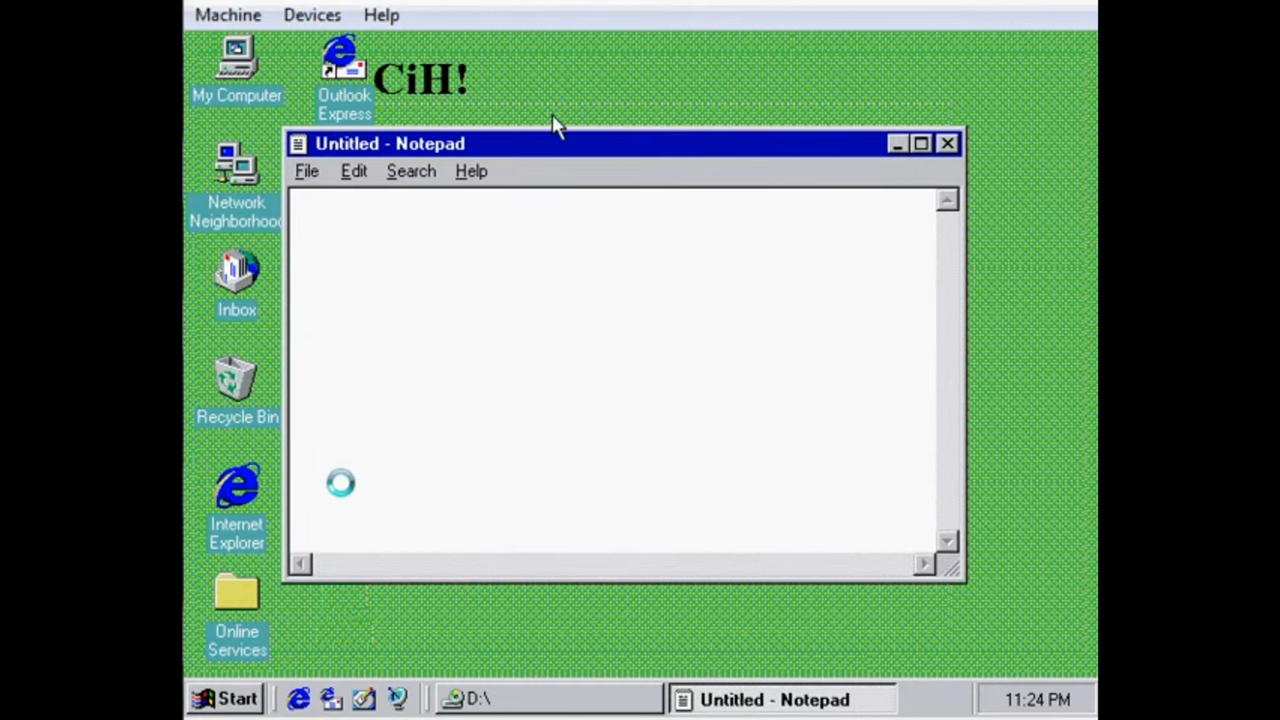 Machine Devices Help
My Computer
Outlook
Express
CiH!
Untitled - Notepad
File Edit Search Help
Network
Neighborhood
Inbox
Recycle Bin
Internet
Explorer
Online
Services
Start D:\ Untitled - Notepad 11:24 PM